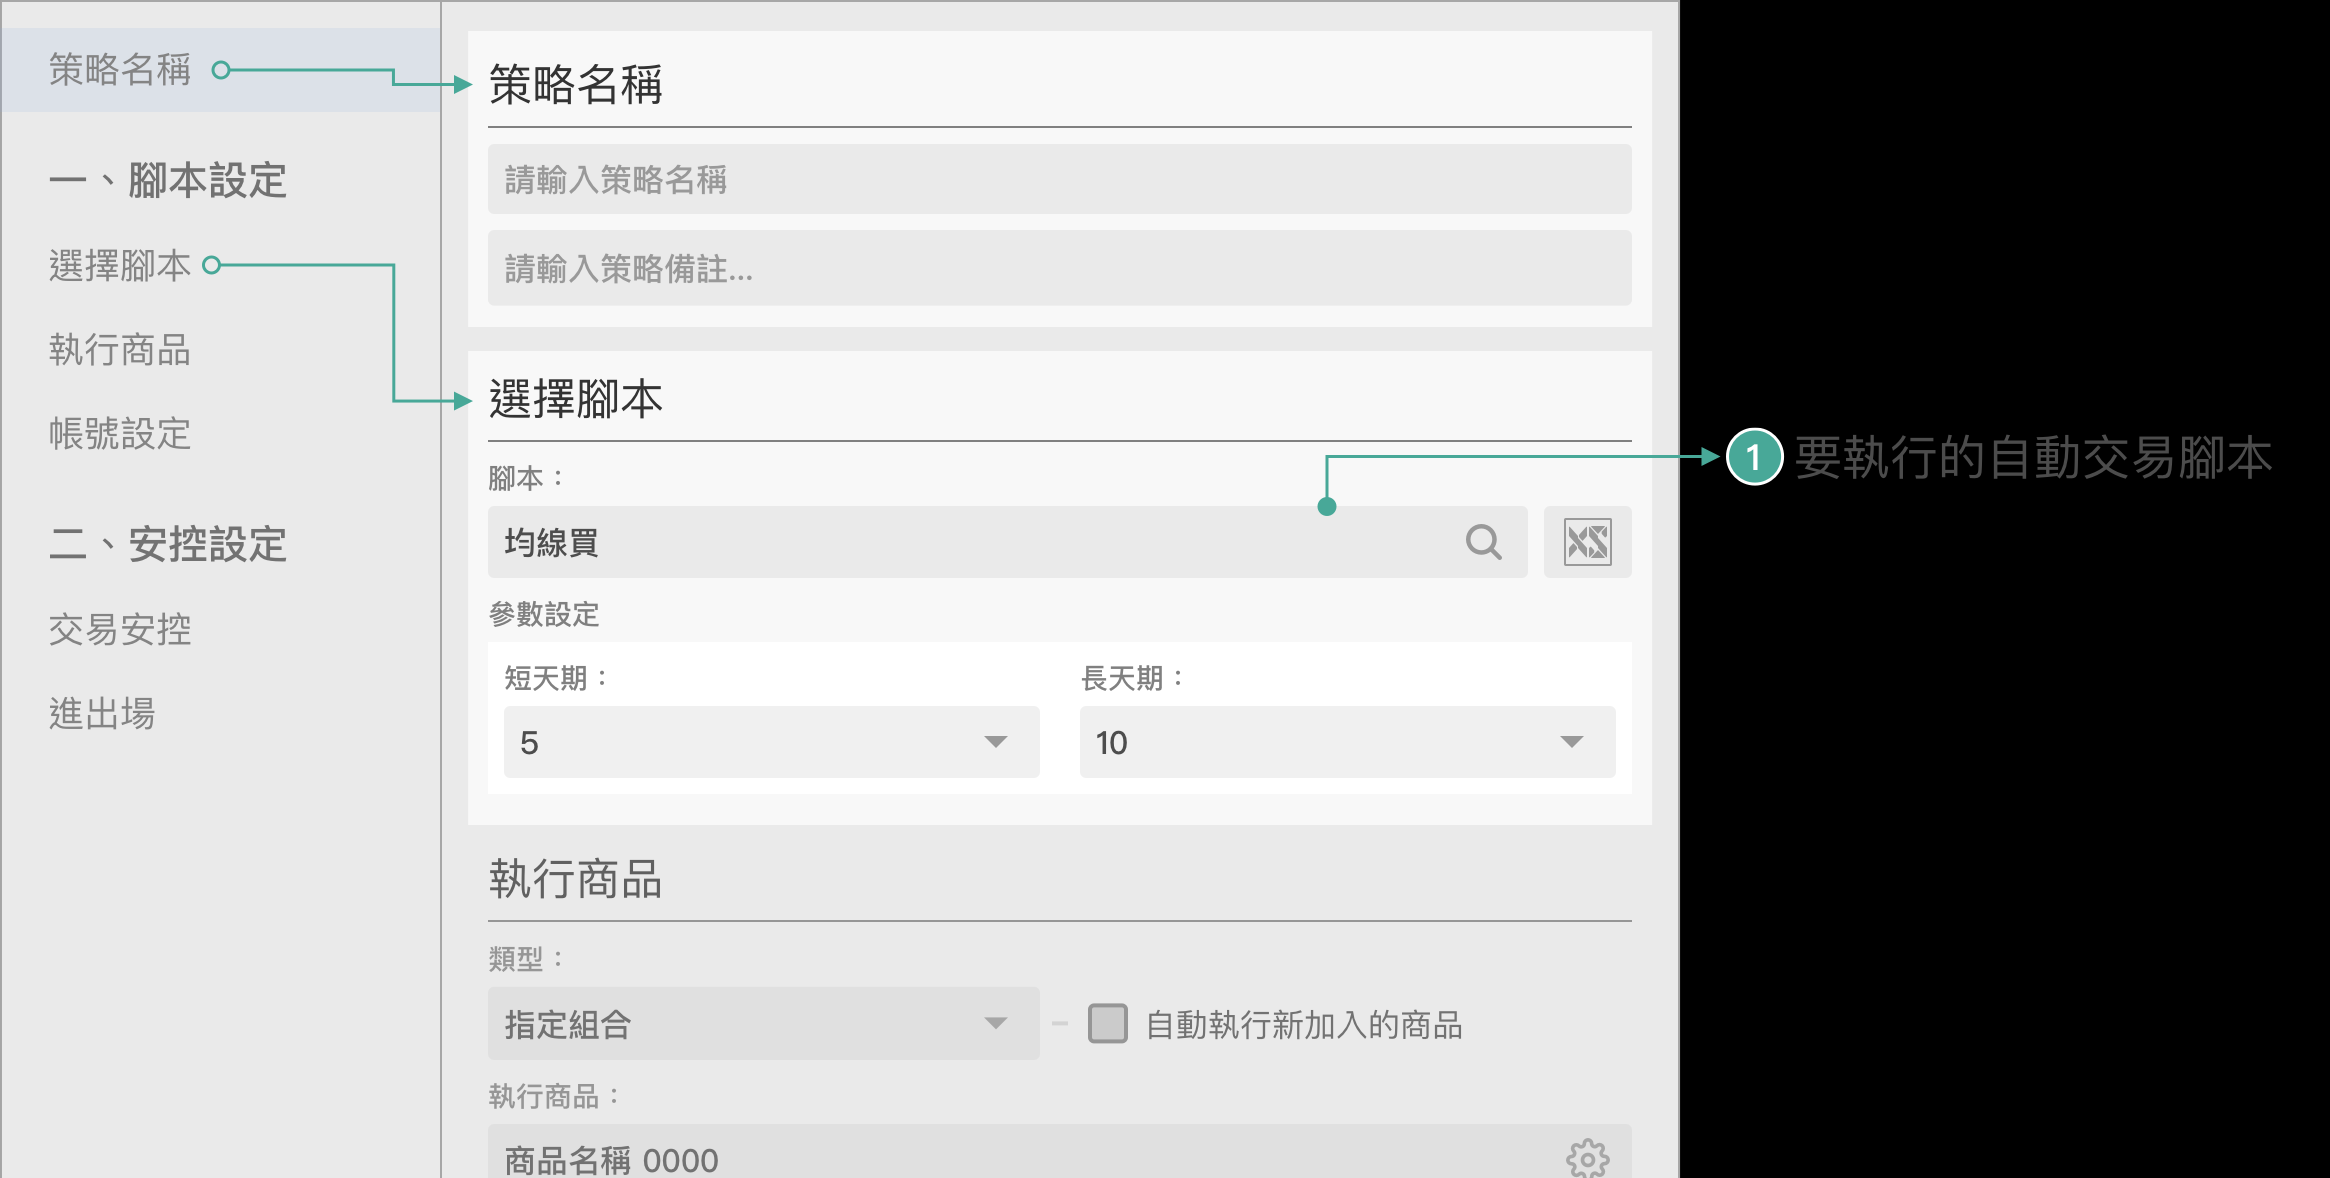 策略名稱
一、腳本設定
選擇腳本
執行商品
帳號設定
二、安控設定
交易安控
進出場
策略名稱
請輸入策略名稱
請輸入策略備註...
選擇腳本
腳本：
均線買
XS
參數設定
短天期：
長天期：
5
10
執行商品
類型：
指定組合
自動執行新加入的商品
執行商品：
商品名稱 0000
1 要執行的自動交易腳本